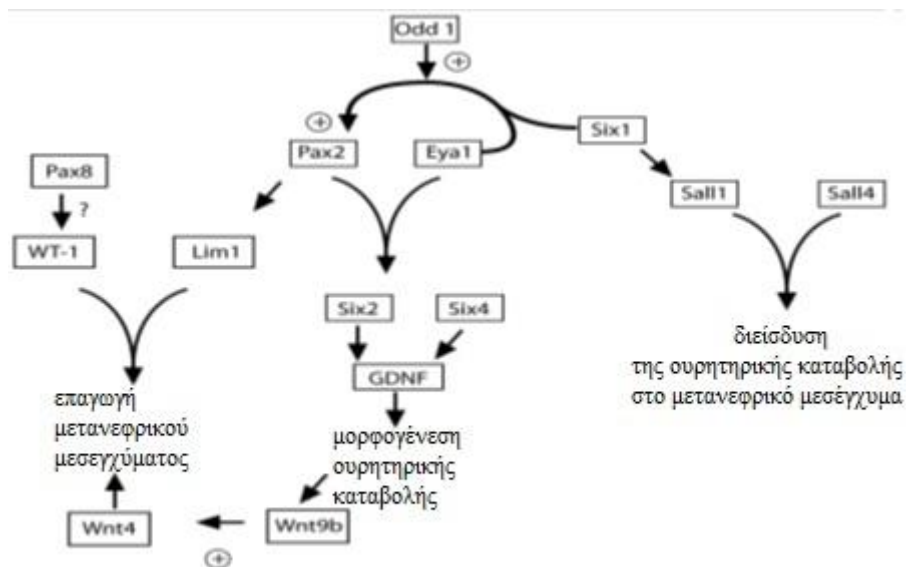 Odd 1
+
+
Six1
Pax2
Eya1
Pax8
Sall1
Sall4
?
WT-1
Lim1
Six2
Six4
διείσδυση
της ουρητηρικής καταβολής
στο μετανεφρικό μεσέγχυμα
GDNF
επαγωγή
μετανεφρικού
μεσεγχύματος
μορφογένεση
ουρητηρικής
καταβολής
Wnt4
Wnt9b
+